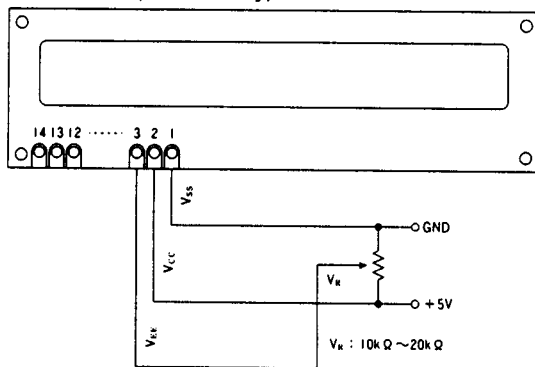 14 13 12 ······ 3 2 1
VSS
GND
VCC
VR
+5V
VEE
VR : 10kΩ～20kΩ